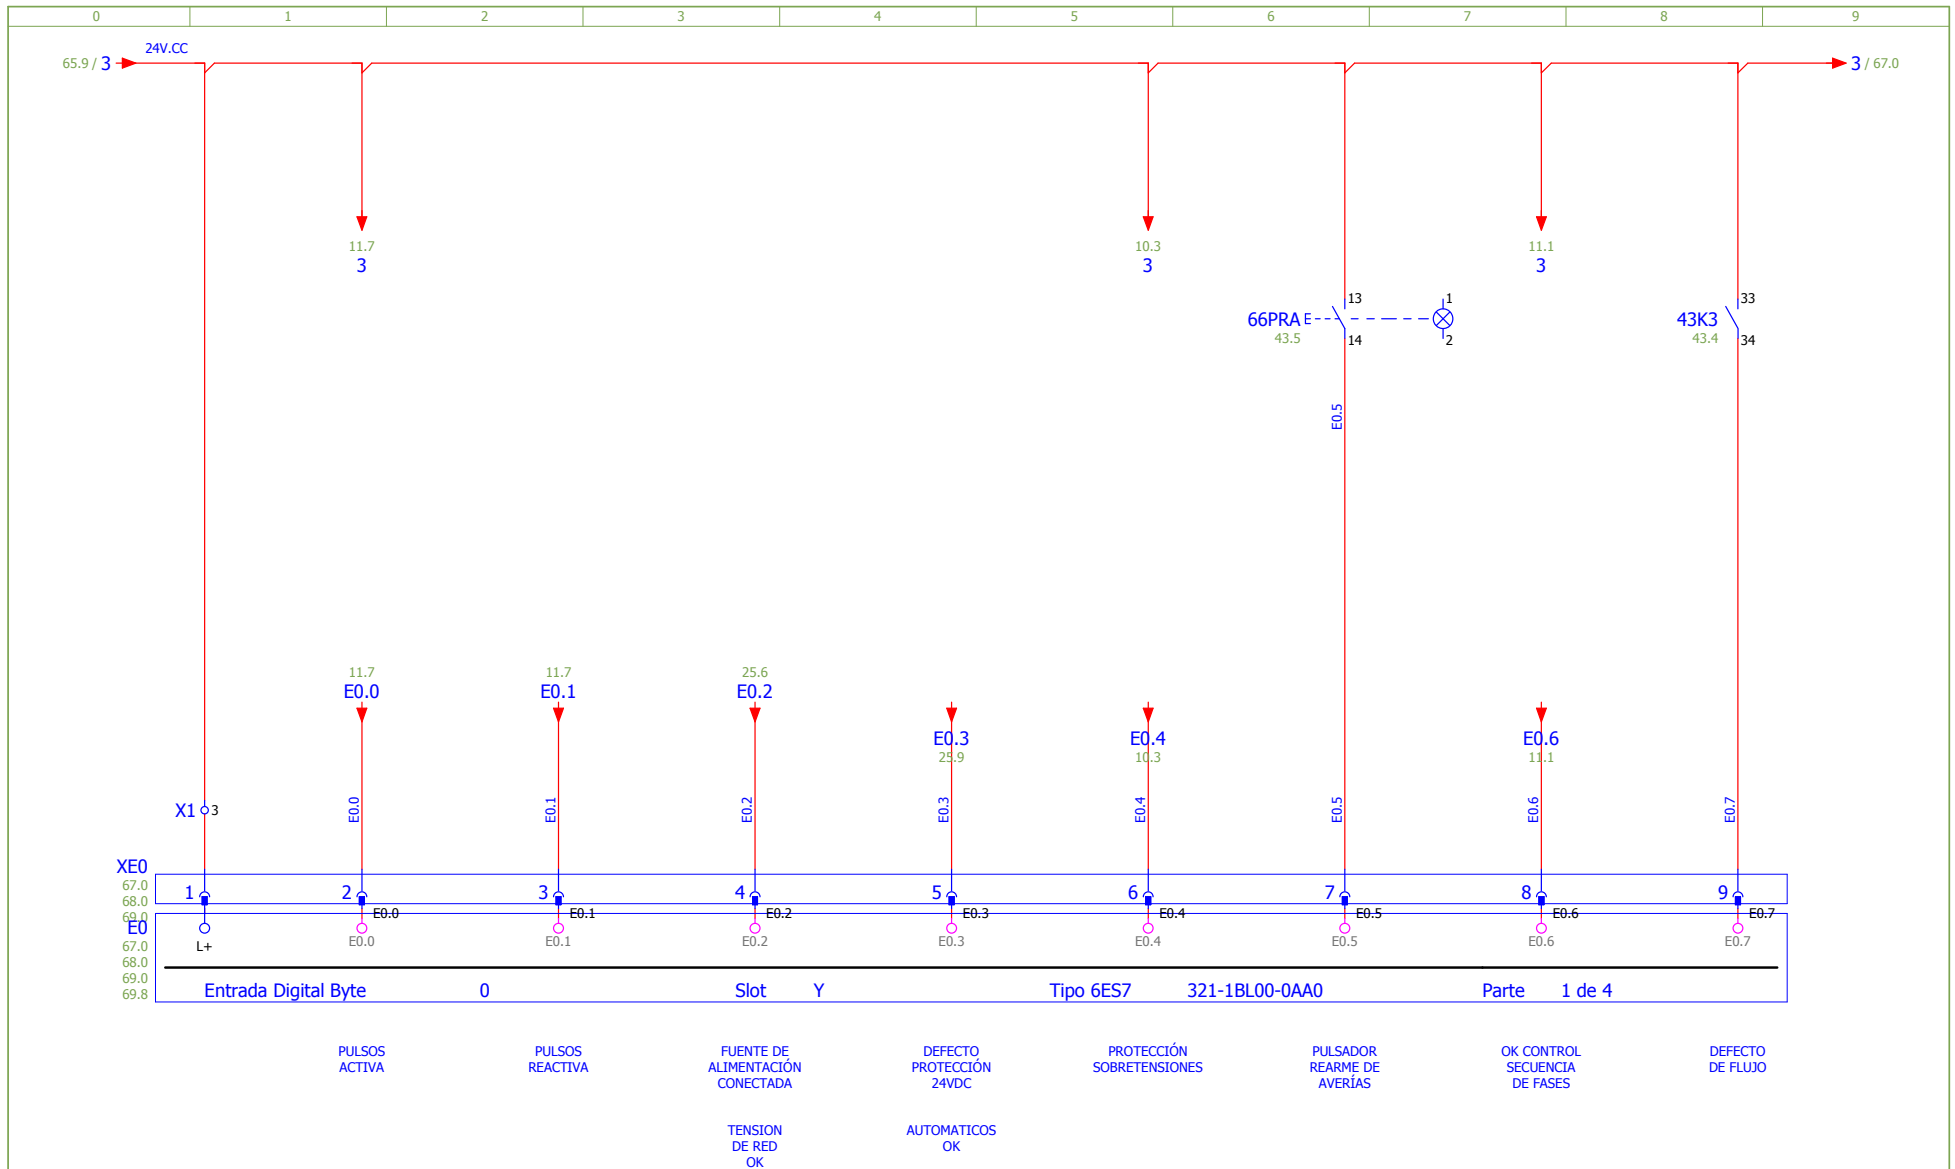 0 1 2 3 4 5 6 7 8 9
24V.CC
65.9 / 3
3 / 67.0
11.7
3
10.3
3
11.1
3
66PRA
43.5
13
14
1
2
43K3
43.4
33
34
E0.5
11.7
E0.0
11.7
E0.1
25.6
E0.2
E0.3
25.9
E0.4
10.3
E0.6
11.1
X1 3
E0.0 E0.1 E0.2 E0.3 E0.4 E0.5 E0.6 E0.7
XE0
67.0
68.0
69.0
1 2 3 4 5 6 7 8 9
E0.0 E0.1 E0.2 E0.3 E0.4 E0.5 E0.6 E0.7
E0
67.0
68.0
69.0
69.8
L+ E0.0 E0.1 E0.2 E0.3 E0.4 E0.5 E0.6 E0.7
Entrada Digital Byte 0 Slot Y Tipo 6ES7 321-1BL00-0AA0 Parte 1 de 4
PULSOS
ACTIVA
PULSOS
REACTIVA
FUENTE DE
ALIMENTACIÓN
CONECTADA
TENSION
DE RED
OK
DEFECTO
PROTECCIÓN
24VDC
AUTOMATICOS
OK
PROTECCIÓN
SOBRETENSIONES
PULSADOR
REARME DE
AVERÍAS
OK CONTROL
SECUENCIA
DE FASES
DEFECTO
DE FLUJO